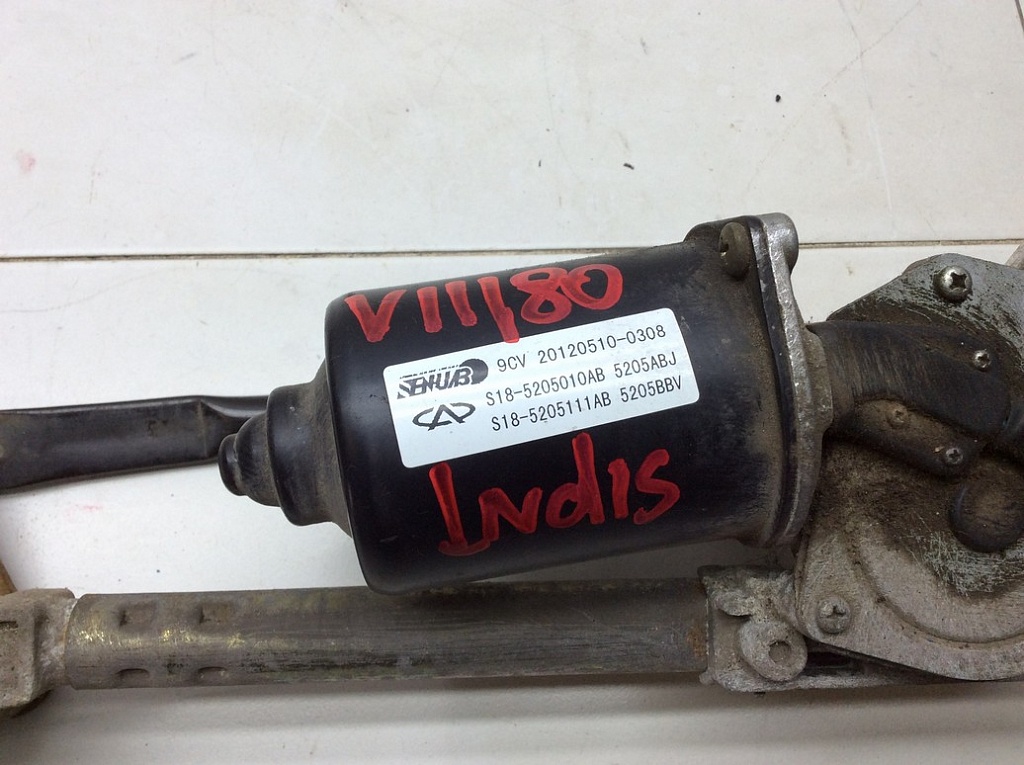 V11180
9CV 20120510-0308
S18-5205010AB 5205ABJ
S18-5205111AB 5205BBV
Indis